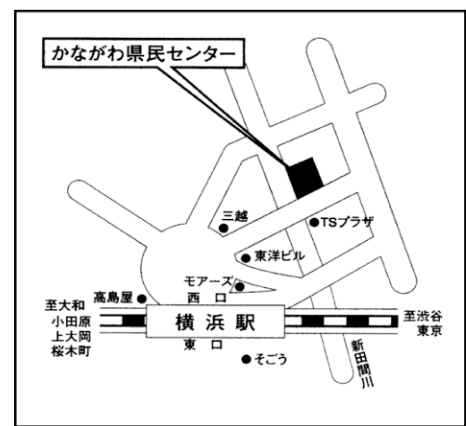 かながわ県民センター
三越
TSプラザ
東洋ビル
モアーズ
高島屋
西口
至大和
小田原
上大岡
桜木町
横浜駅
至渋谷
東京
東口
そごう
新田間川